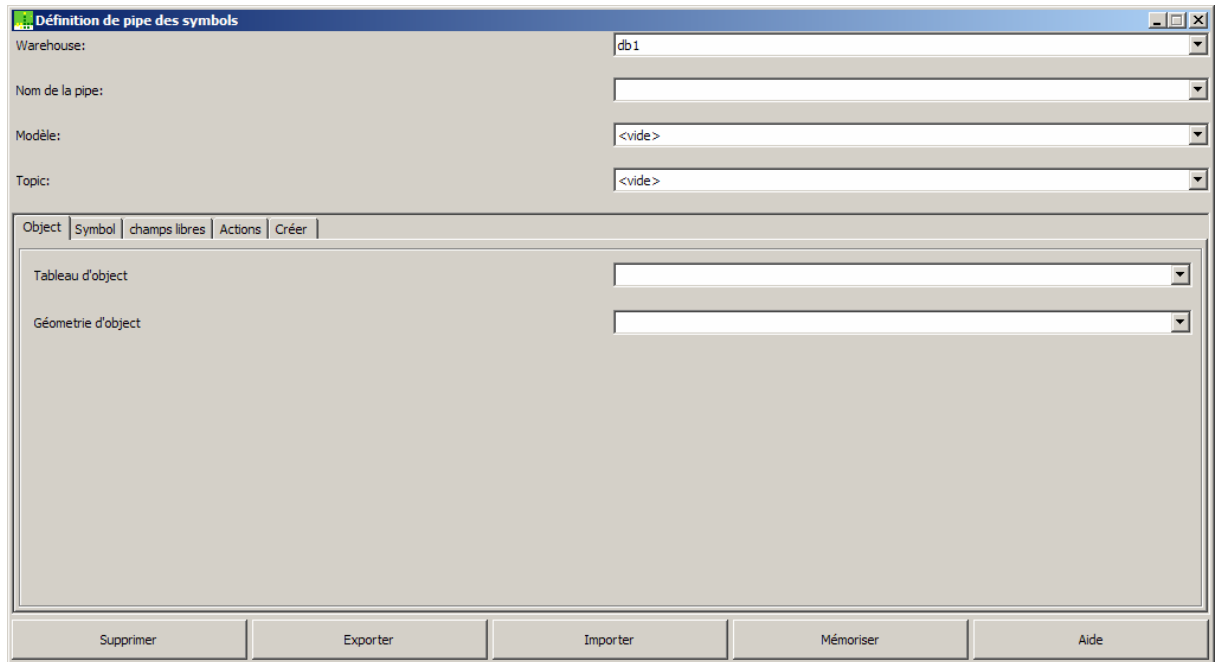 Définition de pipe des symbols
Warehouse: db1
Nom de la pipe:
Modèle: <vide>
Topic: <vide>
Object Symbol champs libres Actions Créer
Tableau d'object
Géometrie d'object
Supprimer Exporter Importer Mémoriser Aide